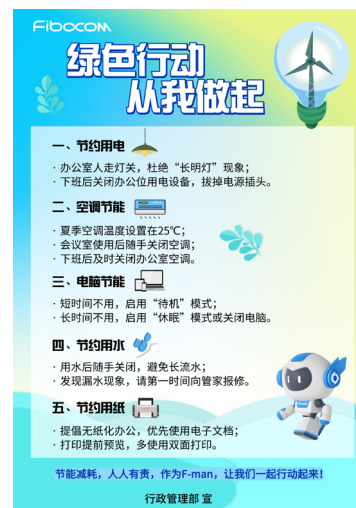 Fibocom
绿色行动
从我做起
一、节约用电
· 办公室人走灯关，杜绝“长明灯”现象；
· 下班后关闭办公位用电设备，拔掉电源插头。
二、空调节能
· 夏季空调温度设置在25℃；
· 会议室使用后随手关闭空调；
· 下班后及时关闭办公室空调。
三、电脑节能
· 短时间不用，启用“待机”模式；
· 长时间不用，启用“休眠”模式或关闭电脑。
四、节约用水
· 用水后随手关闭，避免长流水；
· 发现漏水现象，请第一时间向管家报修。
五、节约用纸
· 提倡无纸化办公，优先使用电子文档；
· 打印提前预览，多使用双面打印。
节能减耗，人人有责，作为F-man，让我们一起行动起来！
行政管理部 宣